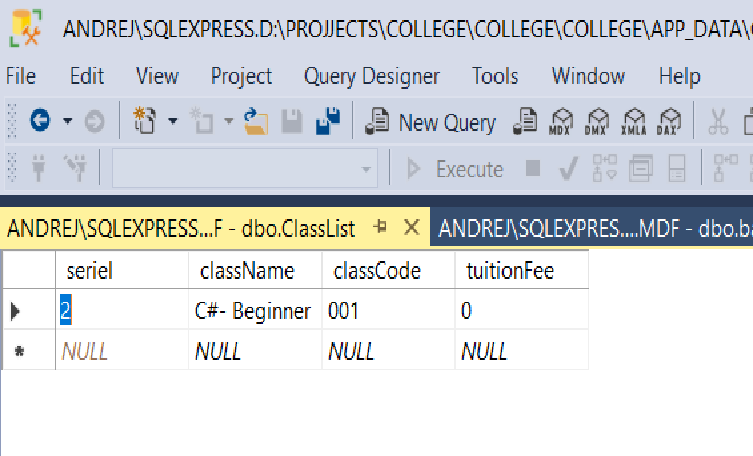 ANDREJ\SQLEXPRESS.D:\PROJJECTS\COLLEGE\COLLEGE\COLLEGE\APP_DATA\
File Edit View Project Query Designer Tools Window Help
New Query MDX DMX XMLA DAX
Execute
ANDREJ\SQLEXPRESS...F - dbo.ClassList ANDREJ\SQLEXPRES....MDF - dbo.ba
seriel className classCode tuitionFee
2 C#- Beginner 001 0
NULL NULL NULL NULL